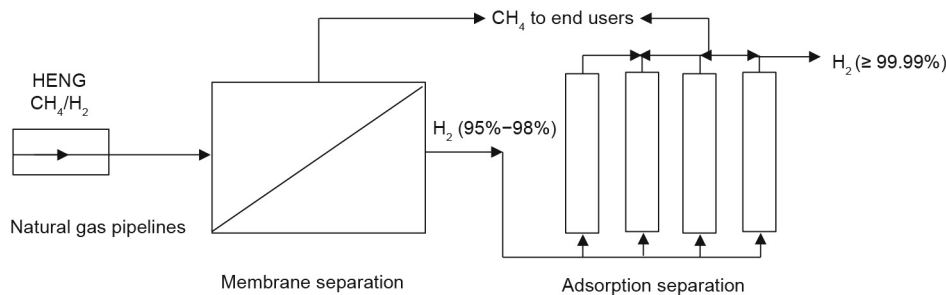 CH₄ to end users
HENG
CH₄/H₂
H₂ (≥ 99.99%)
H₂ (95%−98%)
Natural gas pipelines
Membrane separation
Adsorption separation